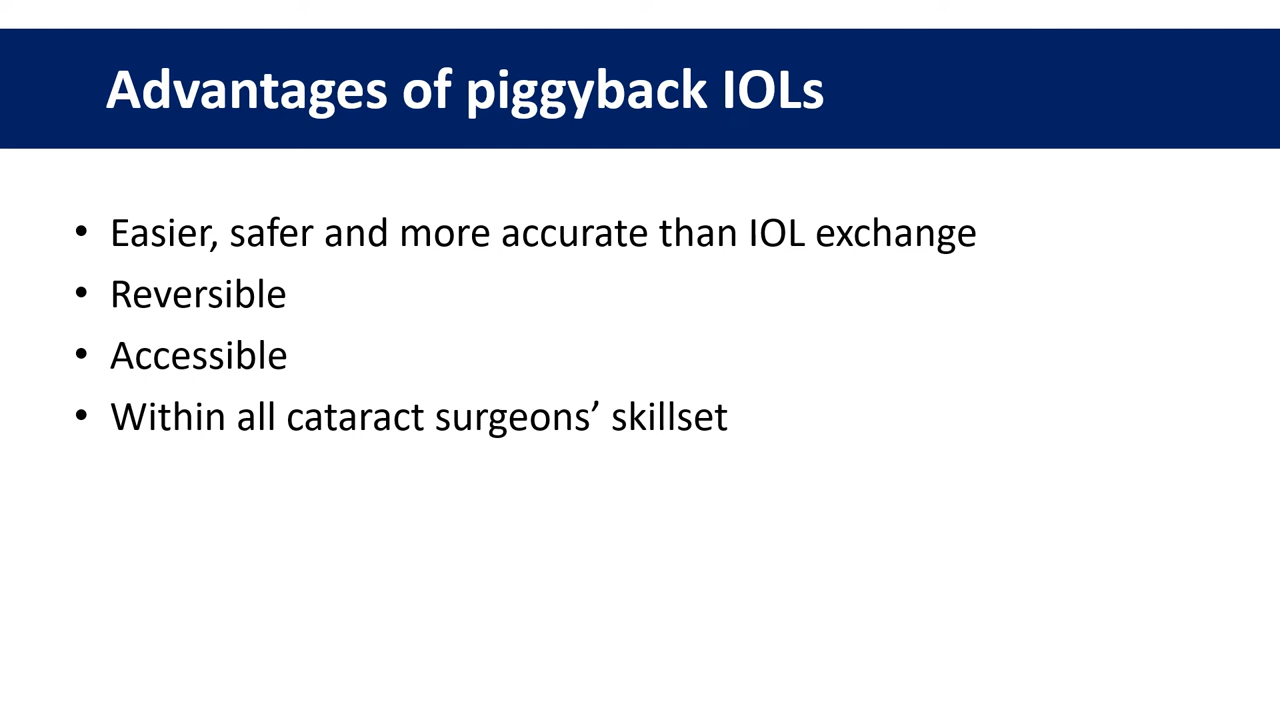 Advantages of piggyback IOLs
• Easier, safer and more accurate than IOL exchange
• Reversible
• Accessible
• Within all cataract surgeons’ skillset